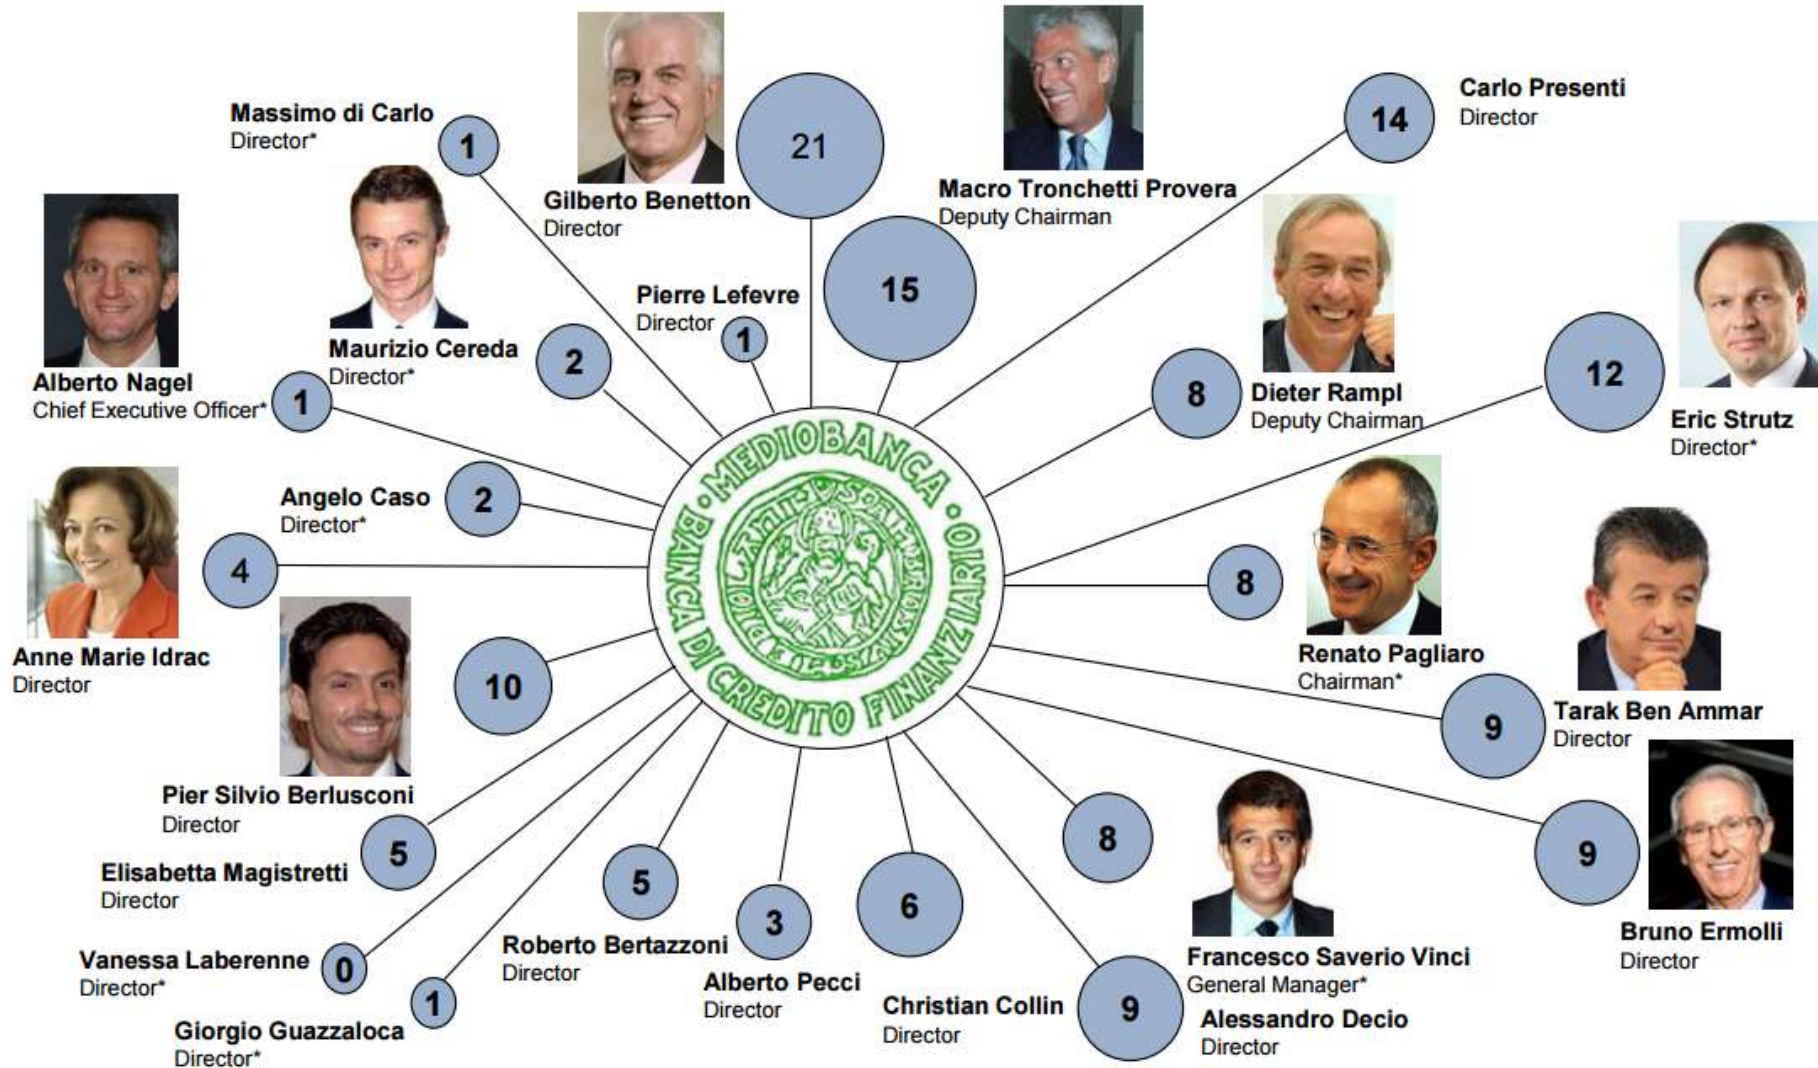 Massimo di Carlo
Director*
1
Gilberto Benetton
Director
21
Macro Tronchetti Provera
Deputy Chairman
15
14
Carlo Presenti
Director
Alberto Nagel
Chief Executive Officer*
1
Maurizio Cereda
Director*
2
Pierre Lefevre
Director
1
8
Dieter Rampl
Deputy Chairman
12
Eric Strutz
Director*
Angelo Caso
Director*
2
• MEDIOBANCA •
BANCA DI CREDITO FINANZIARIO
8
Renato Pagliaro
Chairman*
4
Anne Marie Idrac
Director
10
Pier Silvio Berlusconi
Director
9
Tarak Ben Ammar
Director
5
Elisabetta Magistretti
Director
Vanessa Laberenne
Director*
0
Giorgio Guazzaloca
Director*
1
5
Roberto Bertazzoni
Director
3
Alberto Pecci
Director
6
Christian Collin
Director
8
Francesco Saverio Vinci
General Manager*
9
Alessandro Decio
Director
9
Bruno Ermolli
Director